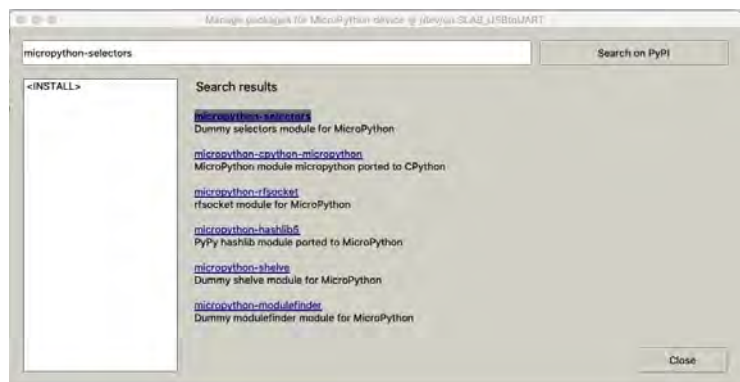 Manage packages for MicroPython device @ /dev/cu.SLAB_USBtoUART
micropython-selectors
Search on PyPI
<INSTALL>
Search results
micropython-selectors
Dummy selectors module for MicroPython
micropython-cpython-micropython
MicroPython module micropython ported to CPython
micropython-rfsocket
rfsocket module for MicroPython
micropython-hashlib5
PyPy hashlib module ported to MicroPython
micropython-shelve
Dummy shelve module for MicroPython
micropython-modulefinder
Dummy modulefinder module for MicroPython
Close